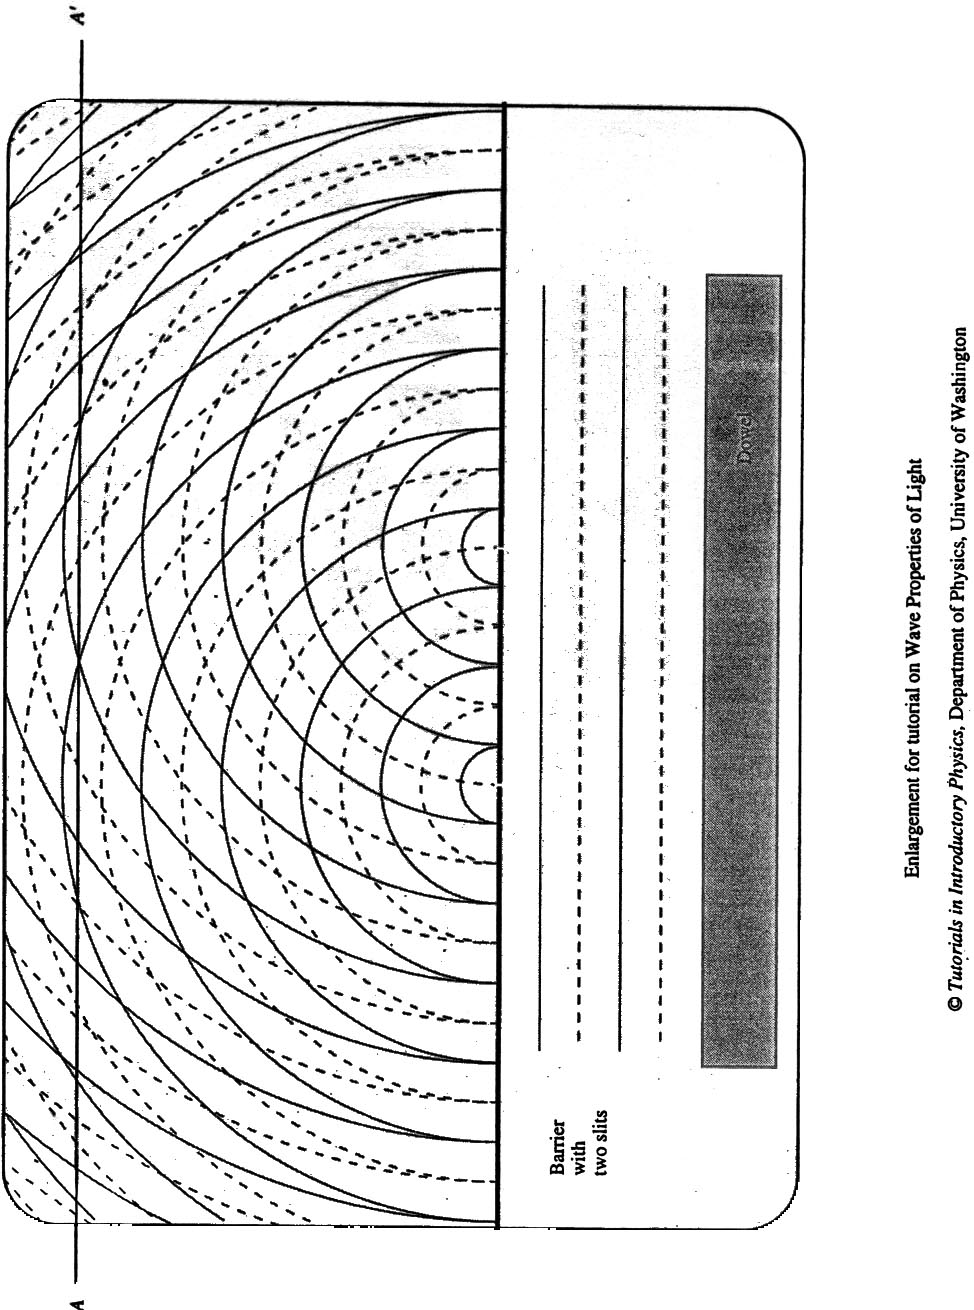 A'
A
Barrier
with
two slits
Dowel
Enlargement for tutorial on Wave Properties of Light
© Tutorials in Introductory Physics, Department of Physics, University of Washington